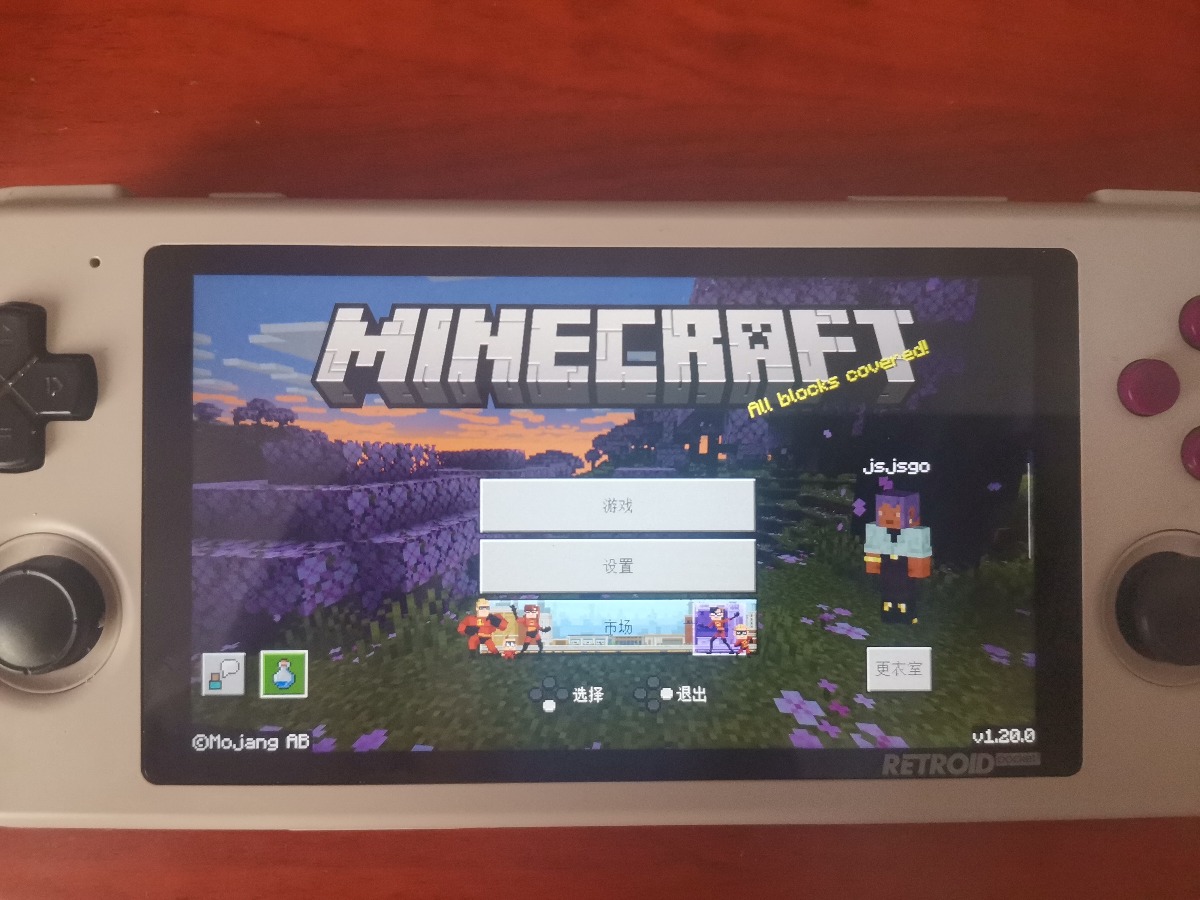 MINECRAFT
All blocks covered!
jsjsgo
游戏
设置
市场
更衣室
选择
退出
©Mojang AB
v1.20.0
RETROID POCKET